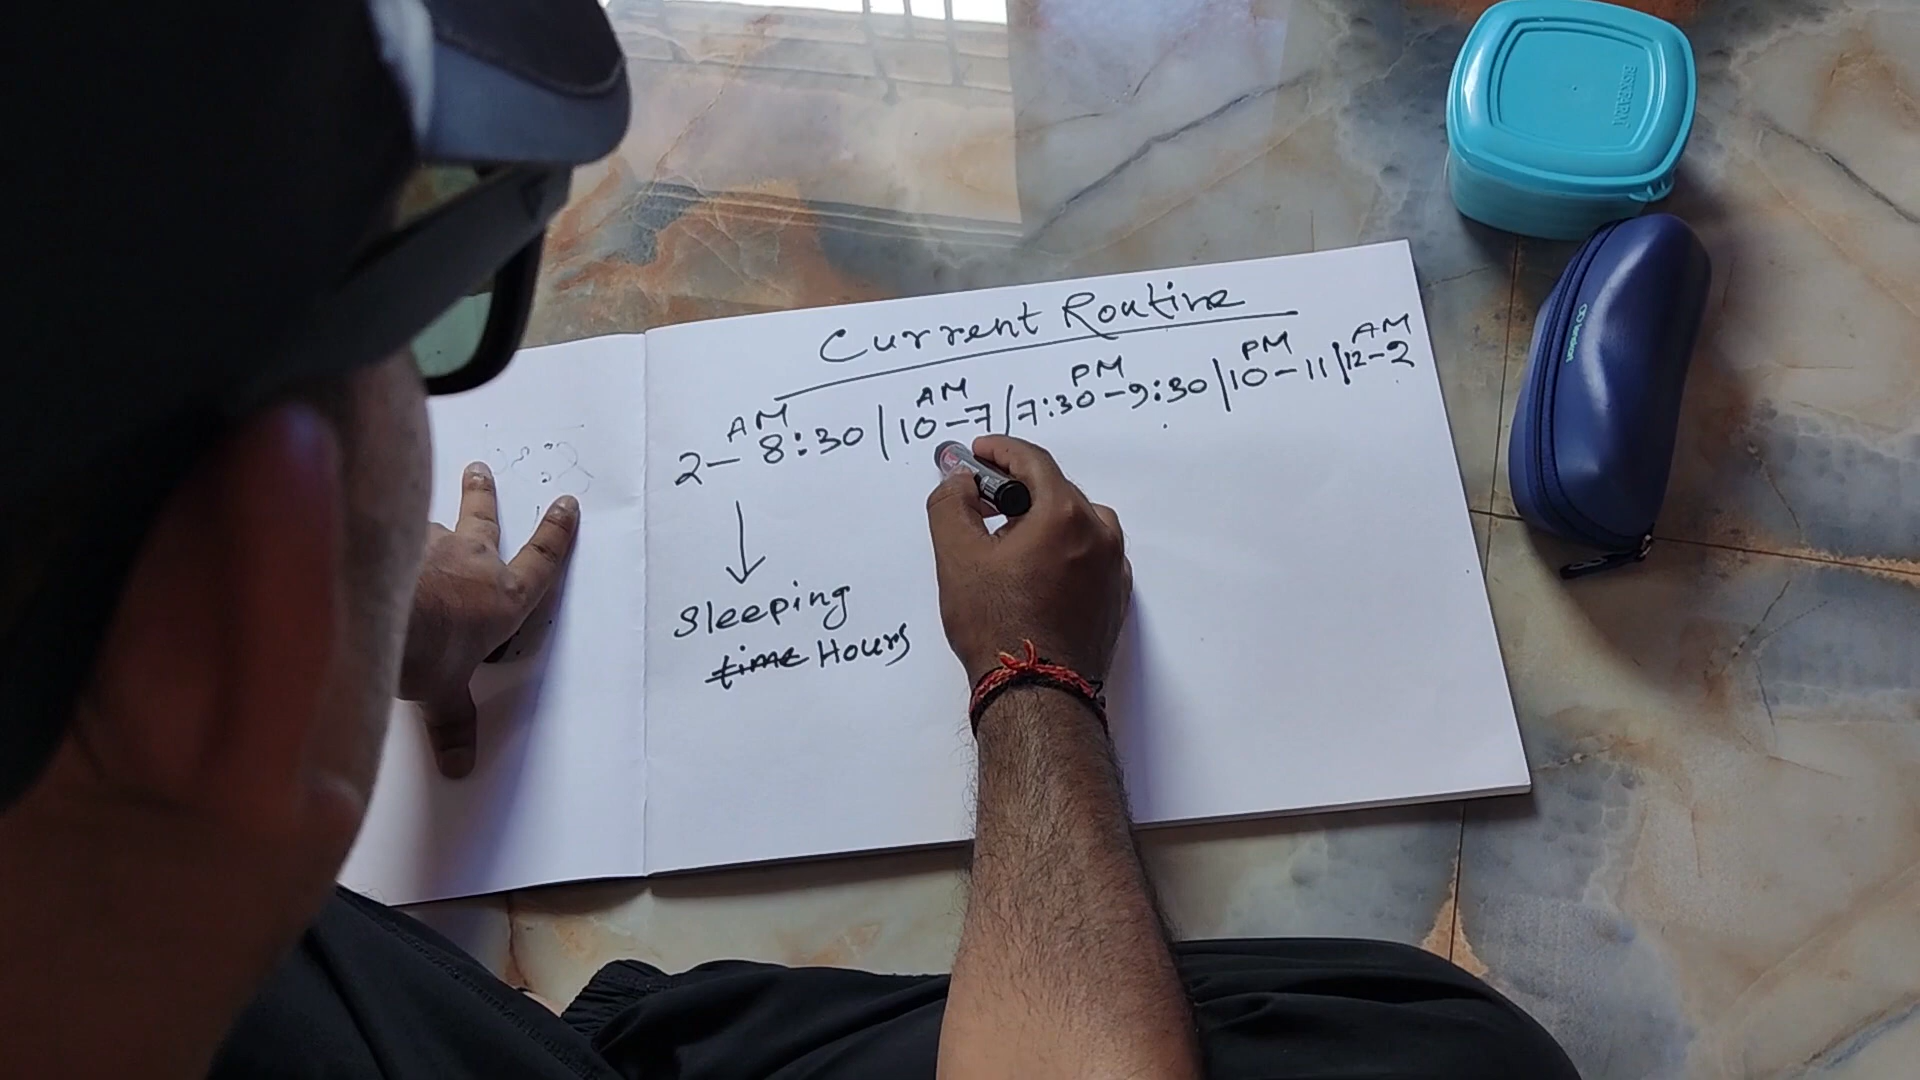 Current Routine
AM AM PM PM AM
2-8:30 | 10-7 / 7:30-9:30 | 10-11 | 12-2
Sleeping
time Hours